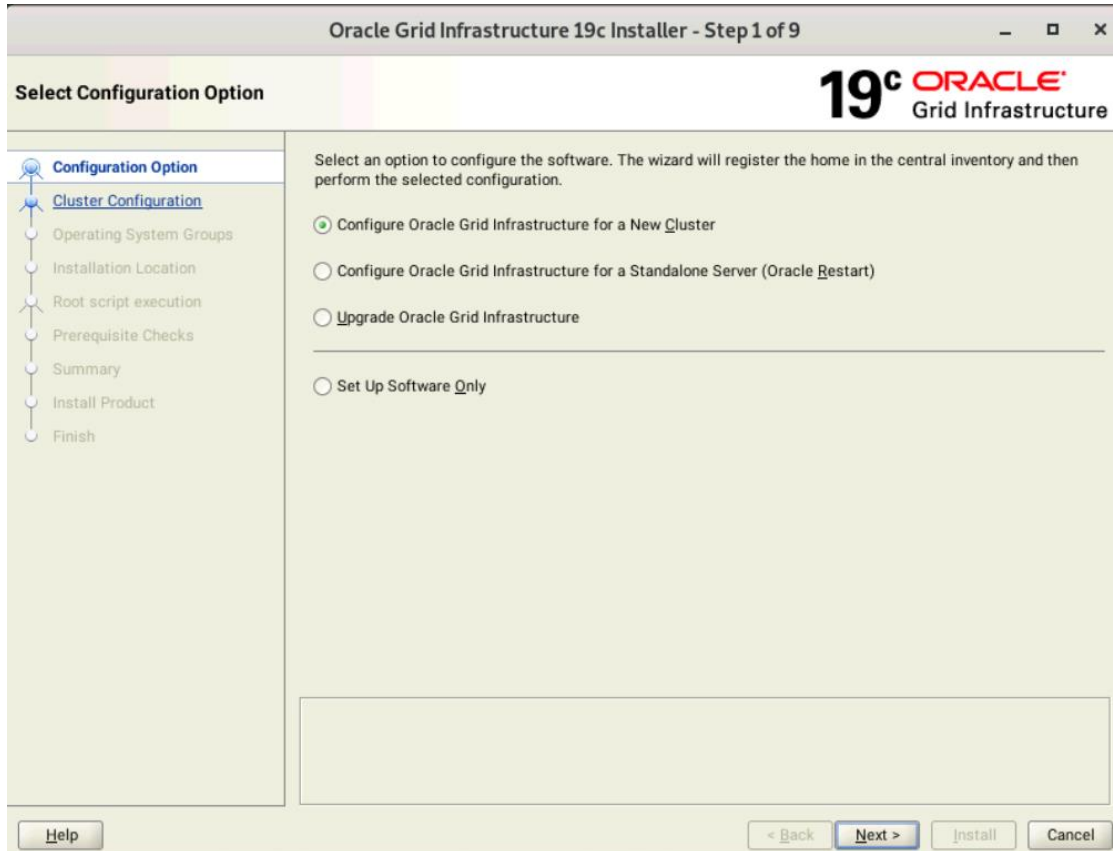 Oracle Grid Infrastructure 19c Installer - Step 1 of 9
Select Configuration Option
19c ORACLE
Grid Infrastructure
Configuration Option
Cluster Configuration
Operating System Groups
Installation Location
Root script execution
Prerequisite Checks
Summary
Install Product
Finish
Select an option to configure the software. The wizard will register the home in the central inventory and then
perform the selected configuration.
Configure Oracle Grid Infrastructure for a New Cluster
Configure Oracle Grid Infrastructure for a Standalone Server (Oracle Restart)
Upgrade Oracle Grid Infrastructure
Set Up Software Only
Help
< Back
Next >
Install
Cancel